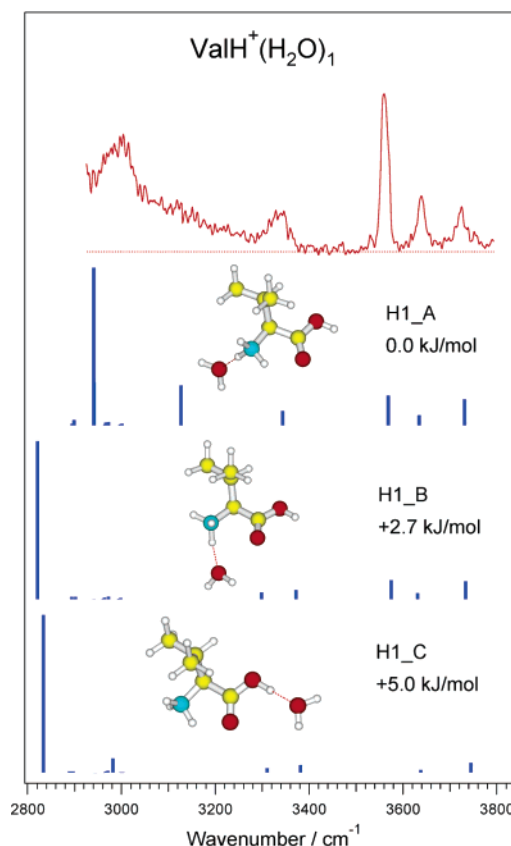 ValH⁺(H₂O)₁
H1_A
0.0 kJ/mol
H1_B
+2.7 kJ/mol
H1_C
+5.0 kJ/mol
2800 3000 3200 3400 3600 3800
Wavenumber / cm⁻¹